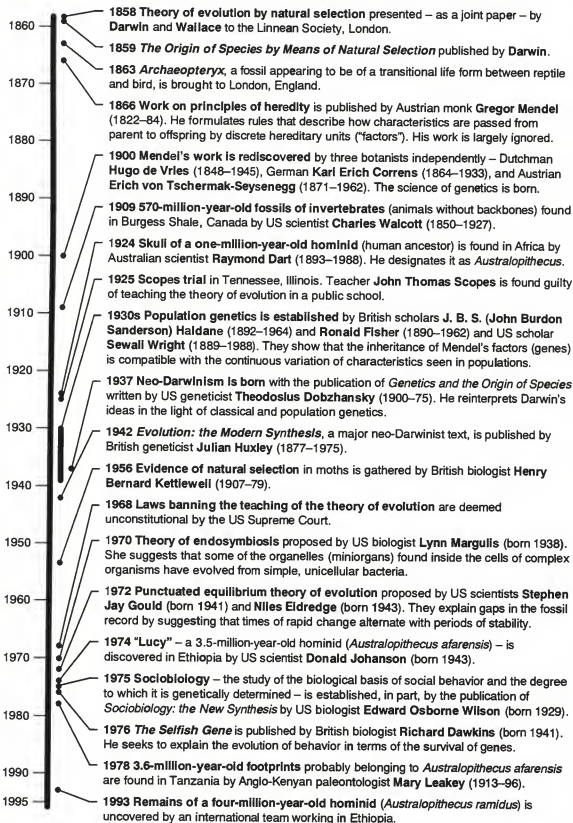 1860
1870
1880
1890
1900
1910
1920
1930
1940
1950
1960
1970
1980
1990
1995
1858 Theory of evolution by natural selection presented – as a joint paper – by
Darwin and Wallace to the Linnean Society, London.
1859 The Origin of Species by Means of Natural Selection published by Darwin.
1863 Archaeopteryx, a fossil appearing to be of a transitional life form between reptile
and bird, is brought to London, England.
1866 Work on principles of heredity is published by Austrian monk Gregor Mendel
(1822–84). He formulates rules that describe how characteristics are passed from
parent to offspring by discrete hereditary units ("factors"). His work is largely ignored.
1900 Mendel's work is rediscovered by three botanists independently – Dutchman
Hugo de Vries (1848–1945), German Karl Erich Correns (1864–1933), and Austrian
Erich von Tschermak-Seysenegg (1871–1962). The science of genetics is born.
1909 570-million-year-old fossils of invertebrates (animals without backbones) found
in Burgess Shale, Canada by US scientist Charles Walcott (1850–1927).
1924 Skull of a one-million-year-old hominid (human ancestor) is found in Africa by
Australian scientist Raymond Dart (1893–1988). He designates it as Australopithecus.
1925 Scopes trial in Tennessee, Illinois. Teacher John Thomas Scopes is found guilty
of teaching the theory of evolution in a public school.
1930s Population genetics is established by British scholars J. B. S. (John Burdon
Sanderson) Haldane (1892–1964) and Ronald Fisher (1890–1962) and US scholar
Sewall Wright (1889–1988). They show that the inheritance of Mendel's factors (genes)
is compatible with the continuous variation of characteristics seen in populations.
1937 Neo-Darwinism is born with the publication of Genetics and the Origin of Species
written by US geneticist Theodosius Dobzhansky (1900–75). He reinterprets Darwin's
ideas in the light of classical and population genetics.
1942 Evolution: the Modern Synthesis, a major neo-Darwinist text, is published by
British geneticist Julian Huxley (1877–1975).
1956 Evidence of natural selection in moths is gathered by British biologist Henry
Bernard Kettlewell (1907–79).
1968 Laws banning the teaching of the theory of evolution are deemed
unconstitutional by the US Supreme Court.
1970 Theory of endosymbiosis proposed by US biologist Lynn Margulis (born 1938).
She suggests that some of the organelles (miniorgans) found inside the cells of complex
organisms have evolved from simple, unicellular bacteria.
1972 Punctuated equilibrium theory of evolution proposed by US scientists Stephen
Jay Gould (born 1941) and Niles Eldredge (born 1943). They explain gaps in the fossil
record by suggesting that times of rapid change alternate with periods of stability.
1974 "Lucy" – a 3.5-million-year-old hominid (Australopithecus afarensis) – is
discovered in Ethiopia by US scientist Donald Johanson (born 1943).
1975 Sociobiology – the study of the biological basis of social behavior and the degree
to which it is genetically determined – is established, in part, by the publication of
Sociobiology: the New Synthesis by US biologist Edward Osborne Wilson (born 1929).
1976 The Selfish Gene is published by British biologist Richard Dawkins (born 1941).
He seeks to explain the evolution of behavior in terms of the survival of genes.
1978 3.6-million-year-old footprints probably belonging to Australopithecus afarensis
are found in Tanzania by Anglo-Kenyan paleontologist Mary Leakey (1913–96).
1993 Remains of a four-million-year-old hominid (Australopithecus ramidus) is
uncovered by an international team working in Ethiopia.